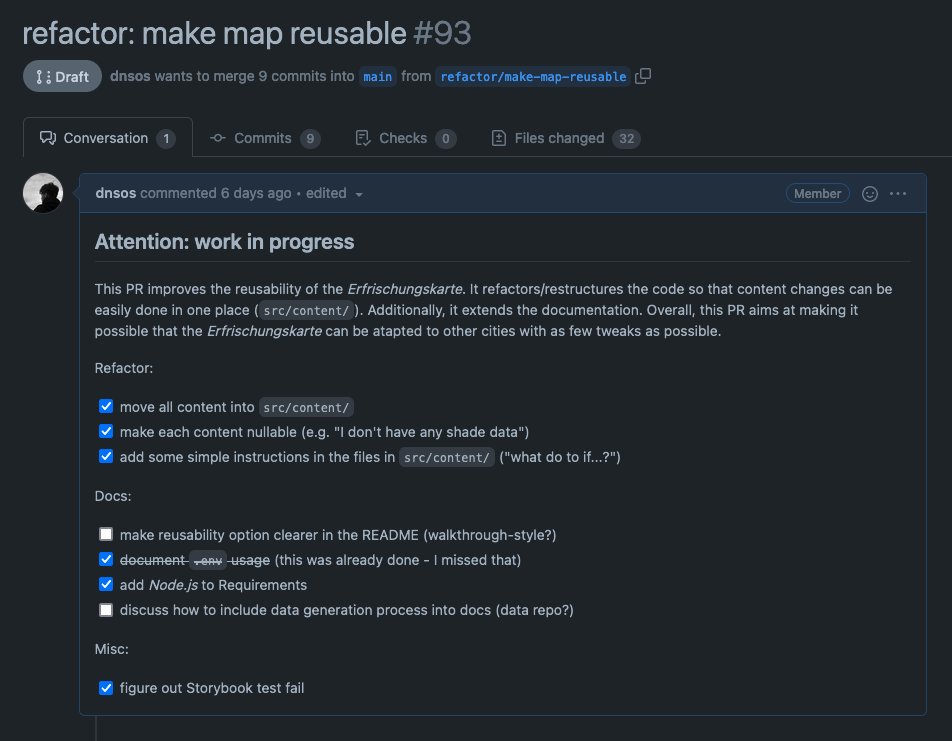 refactor: make map reusable #93
Draft dnsos wants to merge 9 commits into main from refactor/make-map-reusable
Conversation 1 Commits 9 Checks 0 Files changed 32
dnsos commented 6 days ago • edited Member
Attention: work in progress
This PR improves the reusability of the Erfrischungskarte. It refactors/restructures the code so that content changes can be
easily done in one place ( src/content/ ). Additionally, it extends the documentation. Overall, this PR aims at making it
possible that the Erfrischungskarte can be atapted to other cities with as few tweaks as possible.
Refactor:
move all content into src/content/
make each content nullable (e.g. "I don't have any shade data")
add some simple instructions in the files in src/content/ ("what do to if...?")
Docs:
make reusability option clearer in the README (walkthrough-style?)
document .env usage (this was already done - I missed that)
add Node.js to Requirements
discuss how to include data generation process into docs (data repo?)
Misc:
figure out Storybook test fail